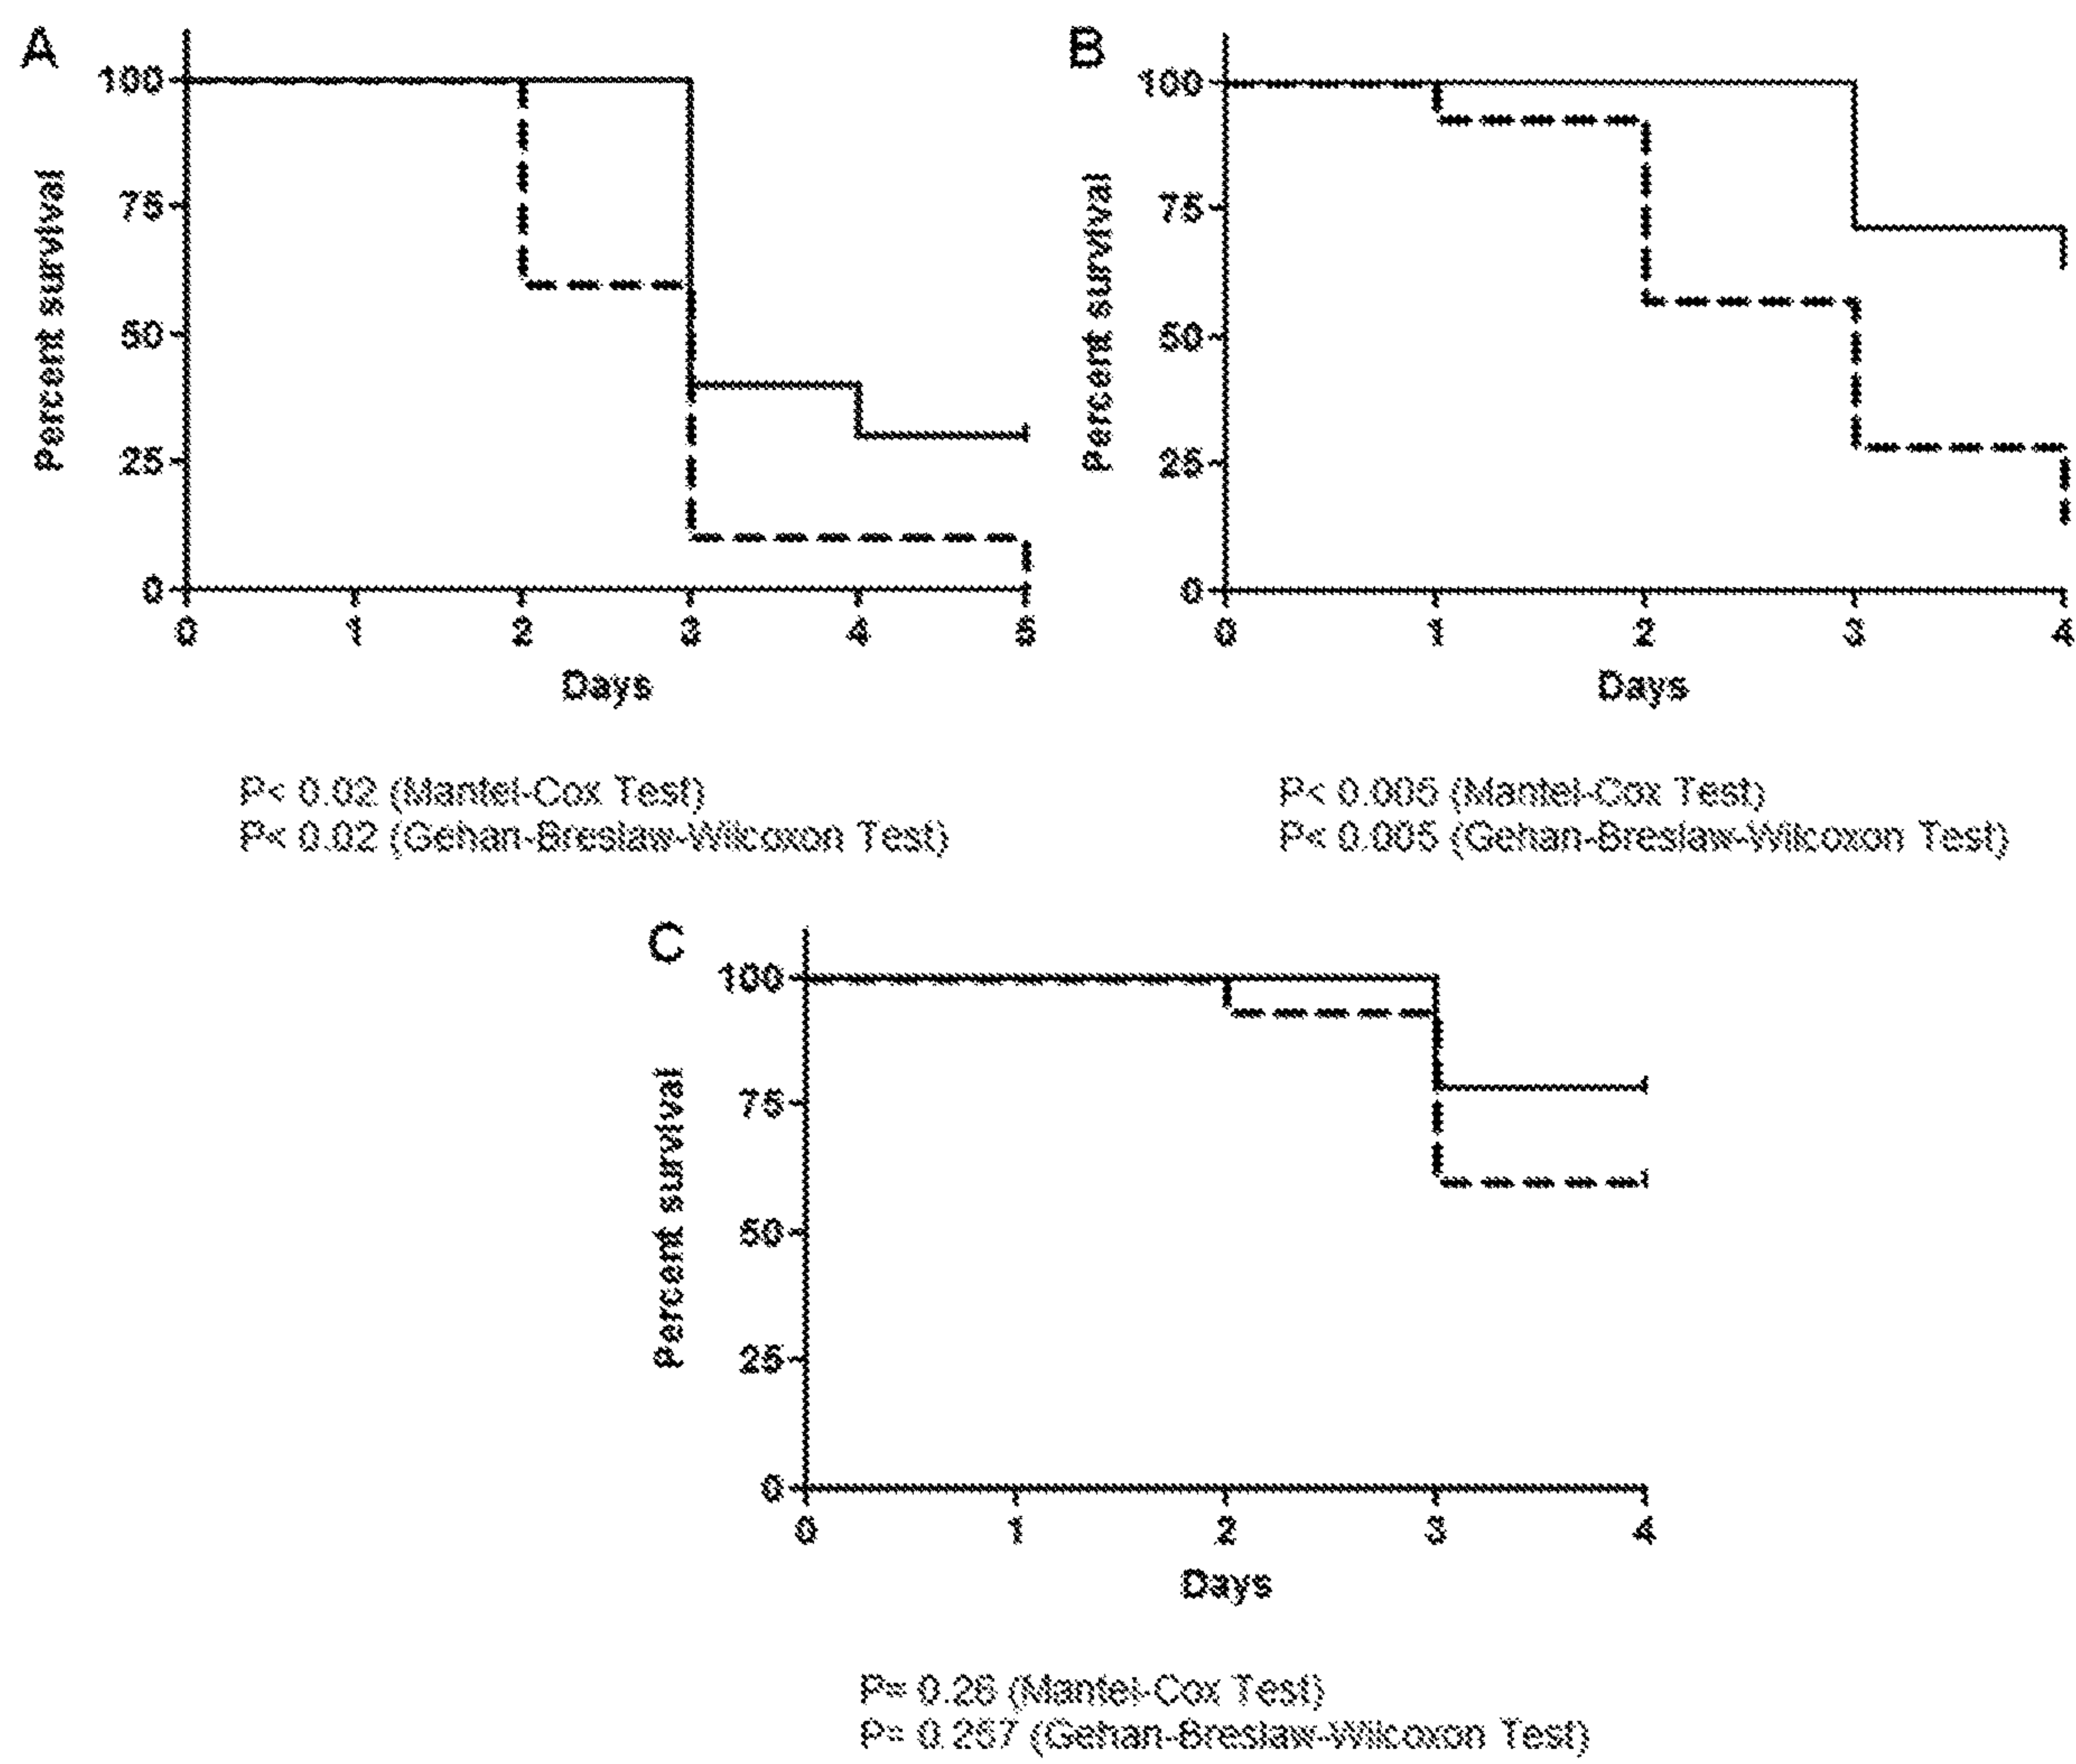 A
100
75
50
25
0
Percent survival
0 1 2 3 4 5
Days
P< 0.02 (Mantel-Cox Test)
P< 0.02 (Gehan-Breslaw-Wilcoxon Test)
B
100
75
50
25
0
Percent survival
0 1 2 3 4
Days
P< 0.005 (Mantel-Cox Test)
P< 0.005 (Gehan-Breslaw-Wilcoxon Test)
C
100
75
50
25
0
Percent survival
0 1 2 3 4
Days
P= 0.26 (Mantel-Cox Test)
P= 0.257 (Gehan-Breslaw-Wilcoxon Test)